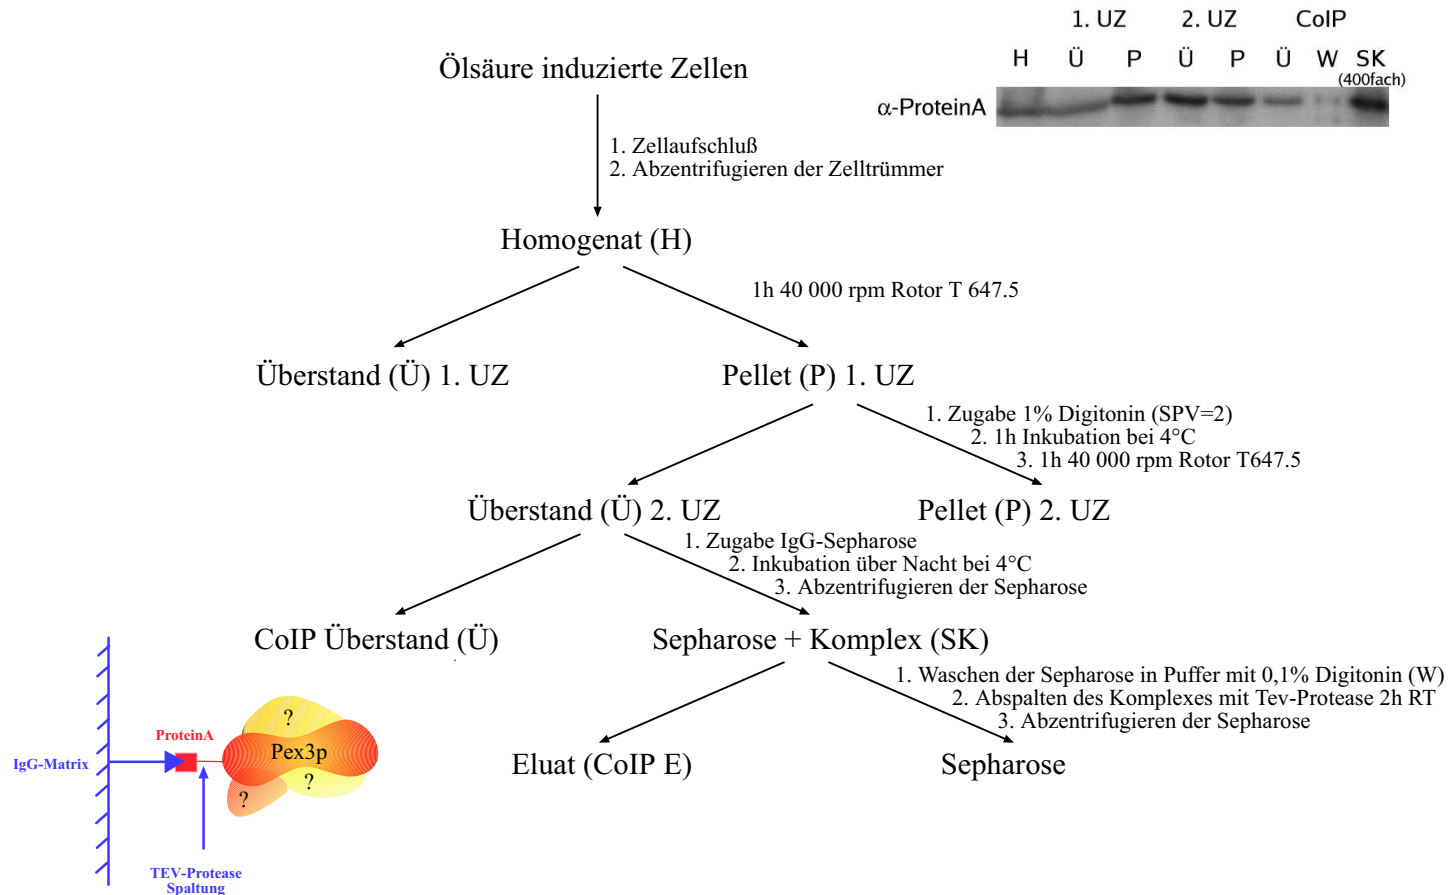 1. UZ 2. UZ CoIP
H Ü P Ü P Ü W SK
(400fach)
α-ProteinA
Ölsäure induzierte Zellen
1. Zellaufschluß
2. Abzentrifugieren der Zelltrümmer
Homogenat (H)
1h 40 000 rpm Rotor T 647.5
Überstand (Ü) 1. UZ
Pellet (P) 1. UZ
1. Zugabe 1% Digitonin (SPV=2)
2. 1h Inkubation bei 4°C
3. 1h 40 000 rpm Rotor T647.5
Überstand (Ü) 2. UZ
Pellet (P) 2. UZ
1. Zugabe IgG-Sepharose
2. Inkubation über Nacht bei 4°C
3. Abzentrifugieren der Sepharose
CoIP Überstand (Ü)
Sepharose + Komplex (SK)
1. Waschen der Sepharose in Puffer mit 0,1% Digitonin (W)
2. Abspalten des Komplexes mit Tev-Protease 2h RT
3. Abzentrifugieren der Sepharose
Eluat (CoIP E)
Sepharose
IgG-Matrix
ProteinA
?
Pex3p
?
?
TEV-Protease
Spaltung